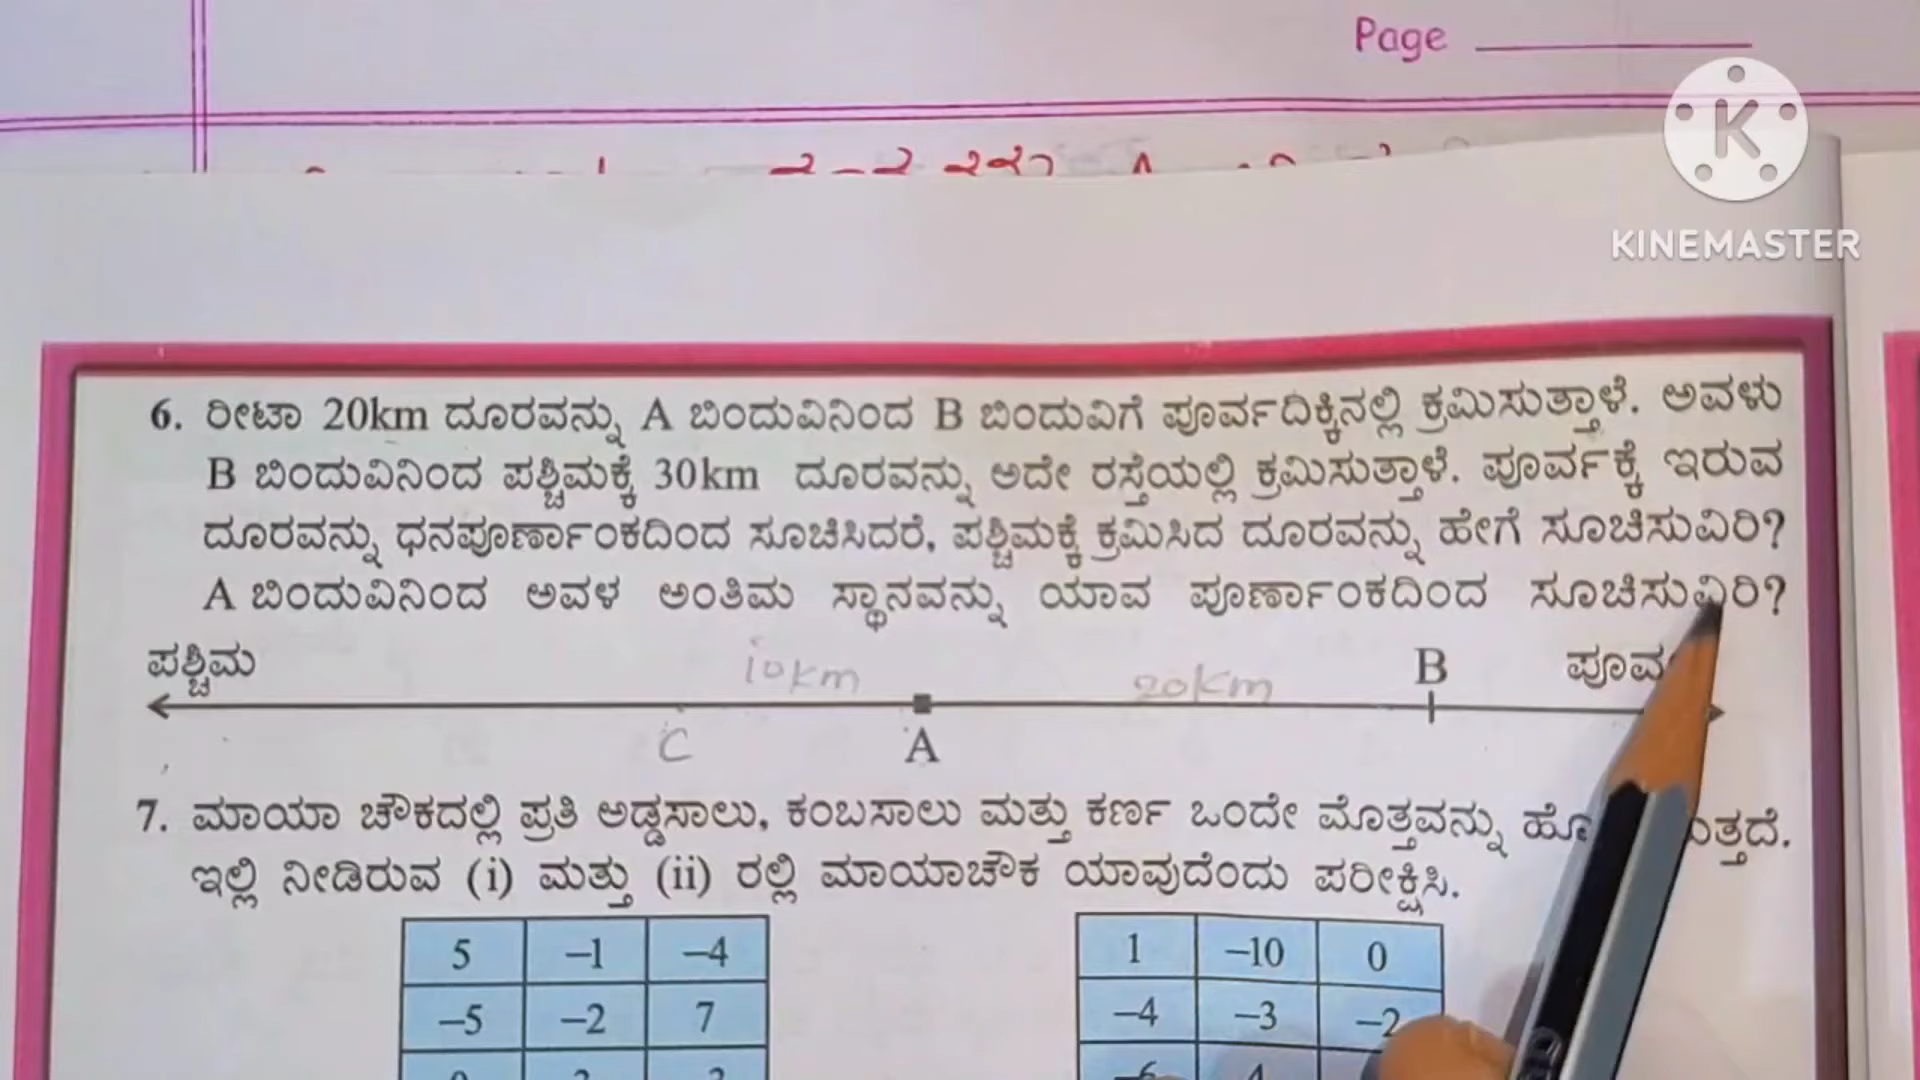 Page
K
KINEMASTER
6. ರೀಟಾ 20km ದೂರವನ್ನು A ಬಿಂದುವಿನಿಂದ B ಬಿಂದುವಿಗೆ ಪೂರ್ವದಿಕ್ಕಿನಲ್ಲಿ ಕ್ರಮಿಸುತ್ತಾಳೆ. ಅವಳು
B ಬಿಂದುವಿನಿಂದ ಪಶ್ಚಿಮಕ್ಕೆ 30km ದೂರವನ್ನು ಅದೇ ರಸ್ತೆಯಲ್ಲಿ ಕ್ರಮಿಸುತ್ತಾಳೆ. ಪೂರ್ವಕ್ಕೆ ಇರುವ
ದೂರವನ್ನು ಧನಪೂರ್ಣಾಂಕದಿಂದ ಸೂಚಿಸಿದರೆ, ಪಶ್ಚಿಮಕ್ಕೆ ಕ್ರಮಿಸಿದ ದೂರವನ್ನು ಹೇಗೆ ಸೂಚಿಸುವಿರಿ?
A ಬಿಂದುವಿನಿಂದ ಅವಳ ಅಂತಿಮ ಸ್ಥಾನವನ್ನು ಯಾವ ಪೂರ್ಣಾಂಕದಿಂದ ಸೂಚಿಸುವಿರಿ?
ಪಶ್ಚಿಮ 10km 20km B
C A
7. ಮಾಯಾ ಚೌಕದಲ್ಲಿ ಪ್ರತಿ ಅಡ್ಡಸಾಲು, ಕಂಬಸಾಲು ಮತ್ತು ಕರ್ಣ ಒಂದೇ ಮೊತ್ತವನ್ನು
ಇಲ್ಲಿ ನೀಡಿರುವ (i) ಮತ್ತು (ii) ರಲ್ಲಿ ಮಾಯಾಚೌಕ ಯಾವುದೆಂದು ಪರೀಕ್ಷಿಸಿ.
5 –1 –4 1 –10 0
–5 –2 7 –4 –3 –2